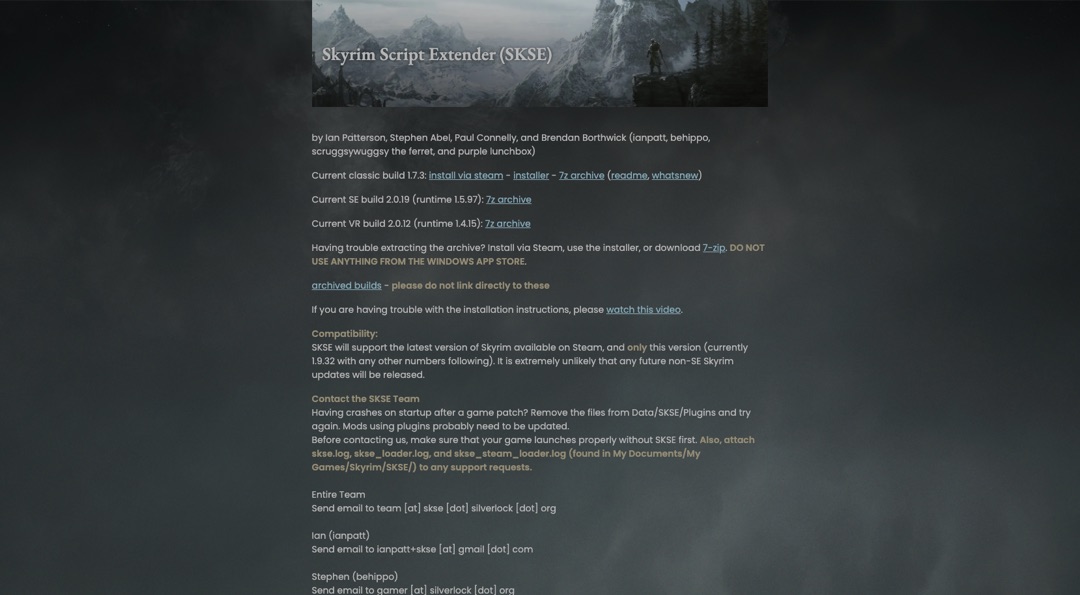 Skyrim Script Extender (SKSE)
by Ian Patterson, Stephen Abel, Paul Connelly, and Brendan Borthwick (ianpatt, behippo,
scruggsywuggsy the ferret, and purple lunchbox)
Current classic build 1.7.3: install via steam - installer - 7z archive (readme, whatsnew)
Current SE build 2.0.19 (runtime 1.5.97): 7z archive
Current VR build 2.0.12 (runtime 1.4.15): 7z archive
Having trouble extracting the archive? Install via Steam, use the installer, or download 7-zip. DO NOT
USE ANYTHING FROM THE WINDOWS APP STORE.
archived builds - please do not link directly to these
If you are having trouble with the installation instructions, please watch this video.
Compatibility:
SKSE will support the latest version of Skyrim available on Steam, and only this version (currently
1.9.32 with any other numbers following). It is extremely unlikely that any future non-SE Skyrim
updates will be released.
Contact the SKSE Team
Having crashes on startup after a game patch? Remove the files from Data/SKSE/Plugins and try
again. Mods using plugins probably need to be updated.
Before contacting us, make sure that your game launches properly without SKSE first. Also, attach
skse.log, skse_loader.log, and skse_steam_loader.log (found in My Documents/My
Games/Skyrim/SKSE/) to any support requests.
Entire Team
Send email to team [at] skse [dot] silverlock [dot] org
Ian (ianpatt)
Send email to ianpatt+skse [at] gmail [dot] com
Stephen (behippo)
Send email to gamer [at] silverlock [dot] org